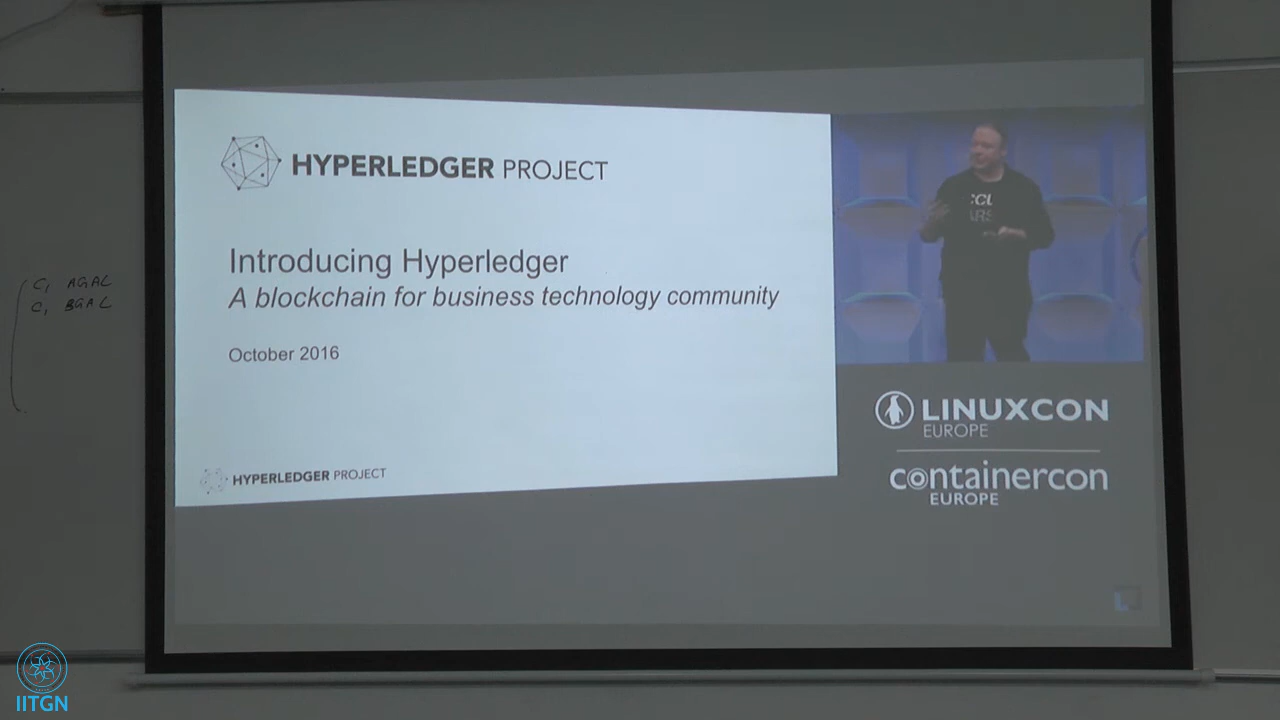 HYPERLEDGER PROJECT
Introducing Hyperledger
A blockchain for business technology community
October 2016
HYPERLEDGER PROJECT
LINUXCON
EUROPE
containercon
EUROPE
IITGN